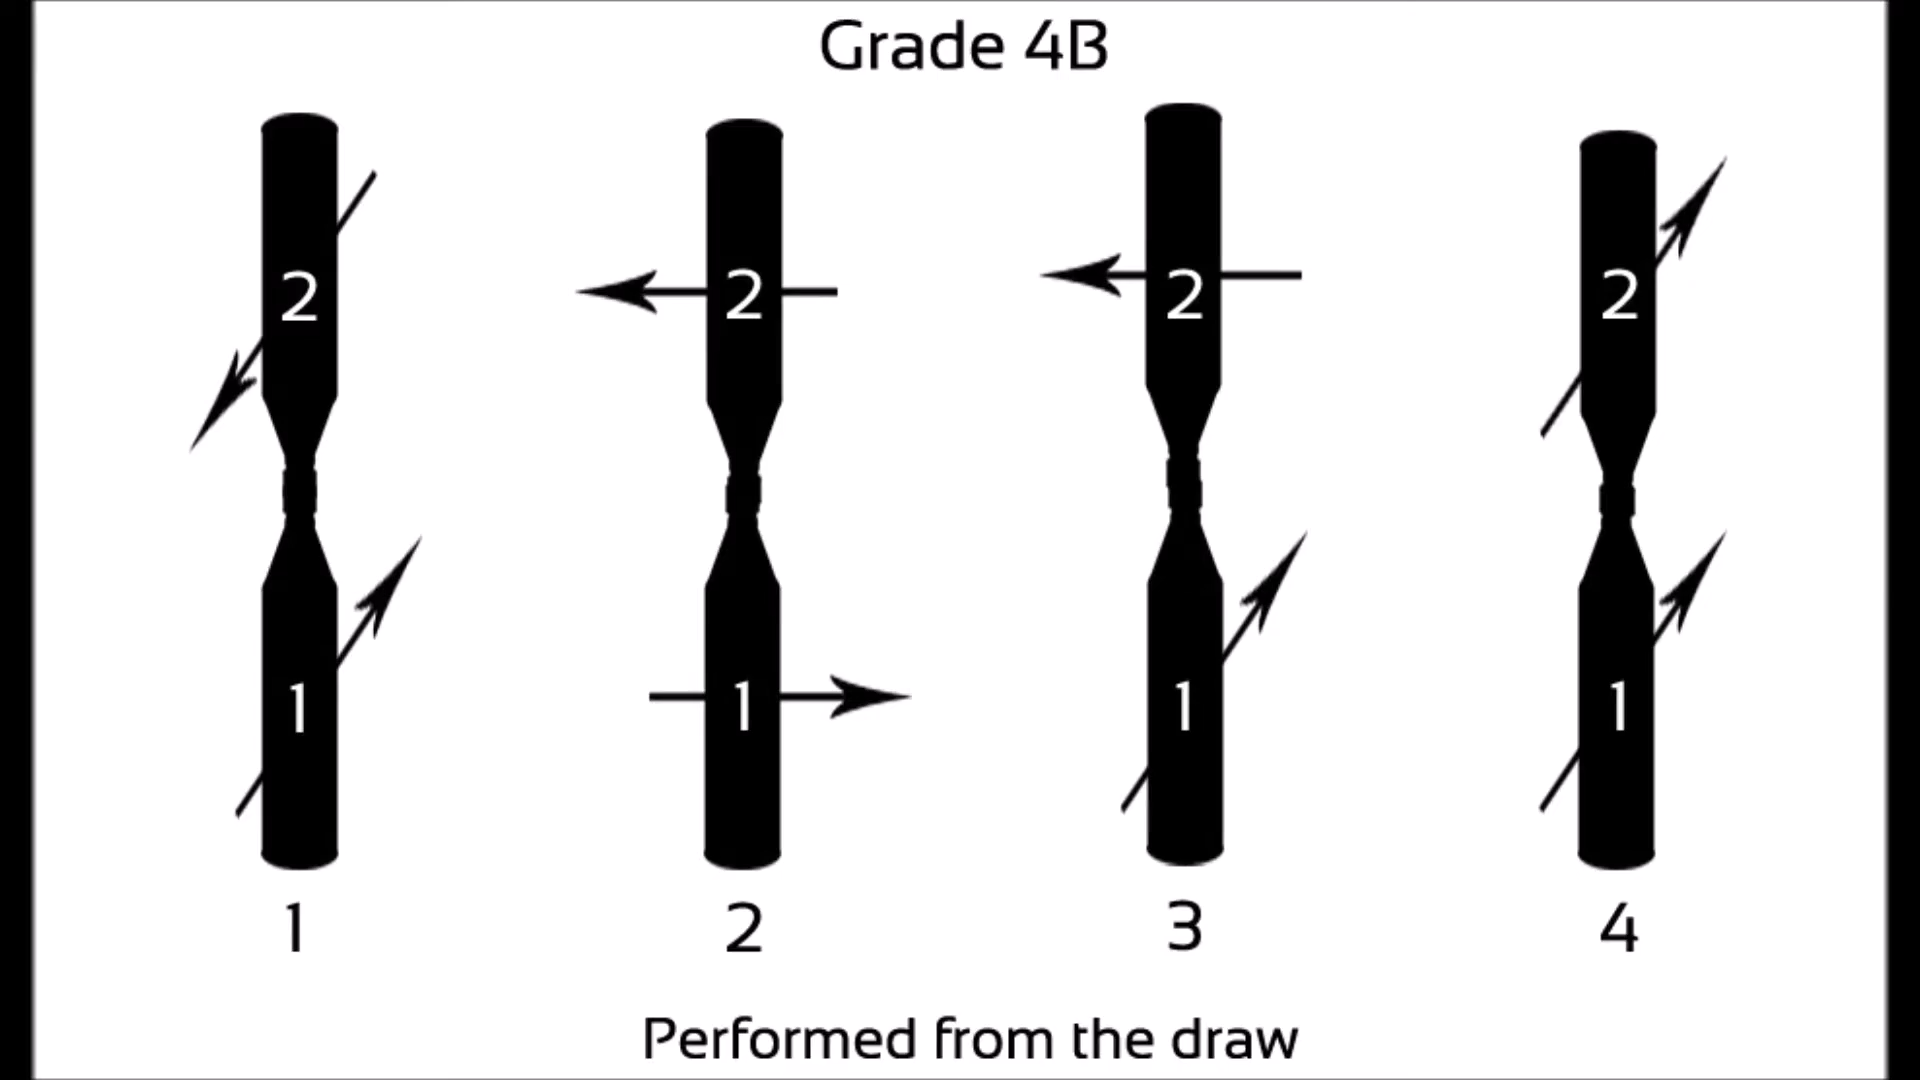 Grade 4B
2 2 2 2
1 1 1 1
1 2 3 4
Performed from the draw